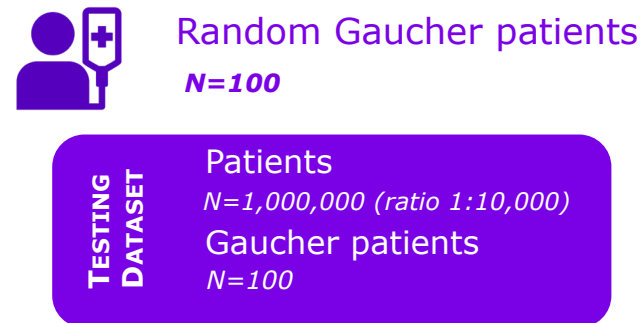 Random Gaucher patients
N=100
TESTING
DATASET
Patients
N=1,000,000 (ratio 1:10,000)
Gaucher patients
N=100